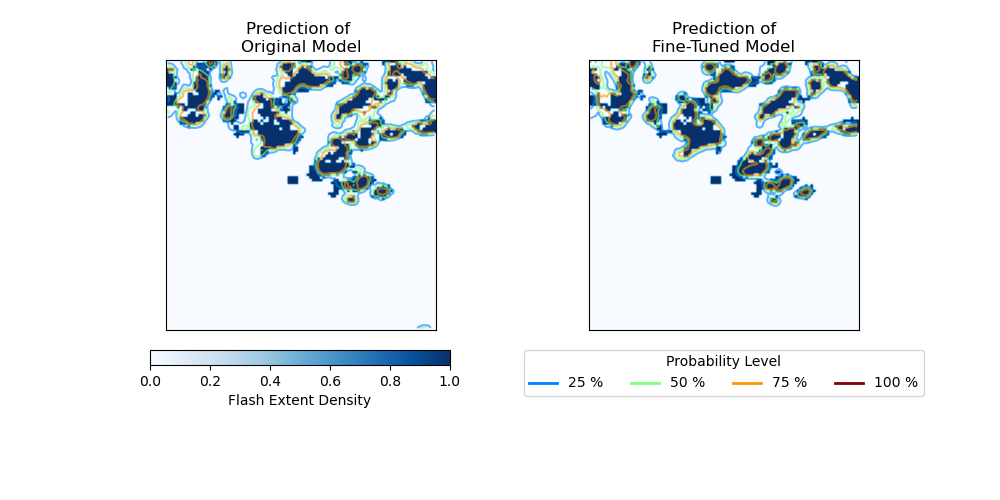 Prediction of
Original Model
Prediction of
Fine-Tuned Model
0.0 0.2 0.4 0.6 0.8 1.0
Flash Extent Density
Probability Level
25 % 50 % 75 % 100 %